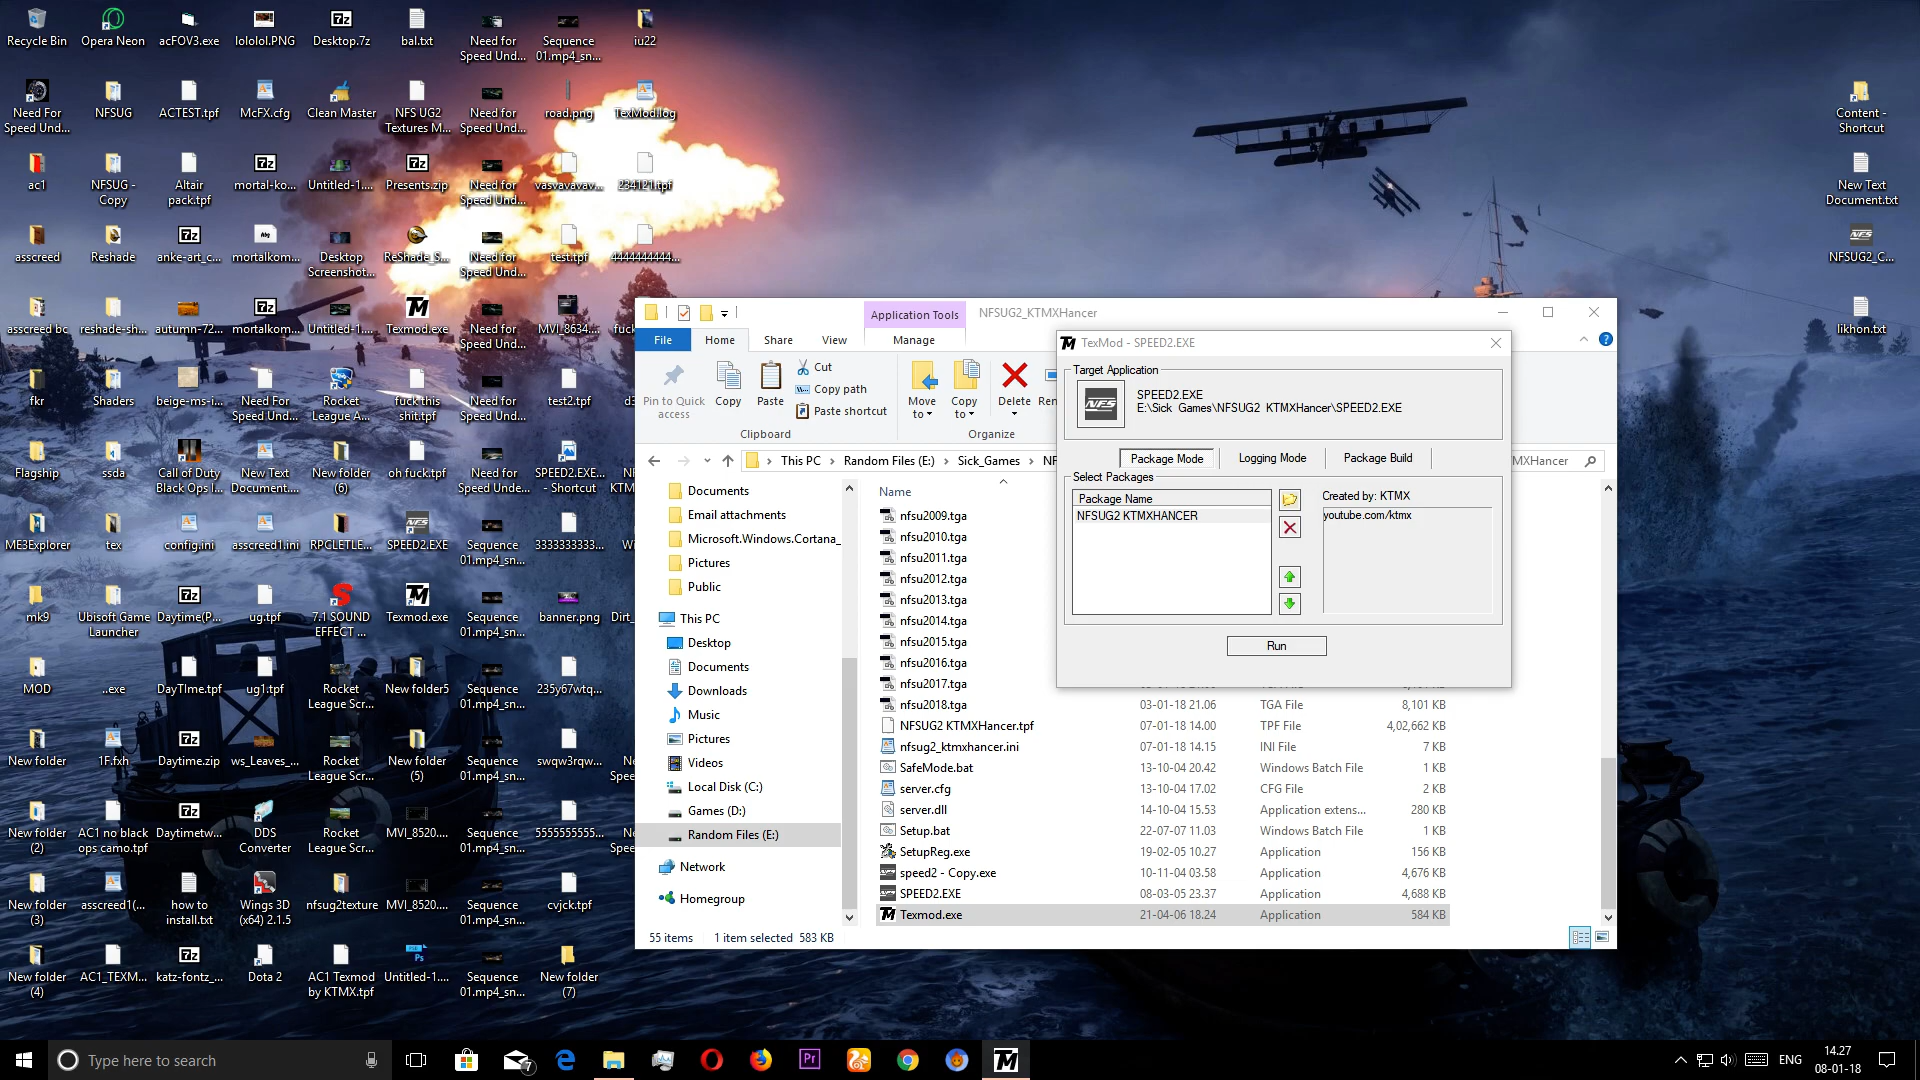 Recycle Bin
Opera Neon
acFOV3.exe
lololol.PNG
Desktop.7z
bal.txt
Need for
Speed Und...
Sequence
01.mp4_sn...
iu22
Need For
Speed Und...
NFSUG
ACTEST.tpf
McFX.cfg
Clean Master
NFS UG2
Textures M...
Need for
Speed Und...
road.png
TexMod.log
Content -
Shortcut
ac1
NFSUG -
Copy
Altair
pack.tpf
mortal-ko...
Untitled-1....
Presents.zip
Need for
Speed Und...
vasvavavav...
234121.tpf
New Text
Document.txt
asscreed
Reshade
anke-art_c...
mortalkom...
Desktop
Screenshot...
ReShade_S...
Need for
Speed Und...
test.tpf
4444444444...
NFSUG2_C...
asscreed bc
reshade-sh...
autumn-72...
mortalkom...
Untitled-1....
Texmod.exe
Need for
Speed Und...
MVI_8634....
likhon.txt
fkr
Shaders
beige-ms-i...
Need For
Speed Und...
Rocket
League A...
fuck this
shit.tpf
Need for
Speed Und...
test2.tpf
Flagship
ssda
Call of Duty
Black Ops I...
New Text
Document....
New folder
(6)
oh fuck.tpf
Need for
Speed Unde...
SPEED2.EXE...
- Shortcut
ME3Explorer
tex
config.ini
asscreed1.ini
RPCLETLE...
SPEED2.EXE
Sequence
01.mp4_sn...
3333333333...
mk9
Ubisoft Game
Launcher
Daytime(P...
ug.tpf
7.1 SOUND
EFFECT ...
Texmod.exe
Sequence
01.mp4_sn...
banner.png
Dirt_
MOD
..exe
DayTIme.tpf
ug1.tpf
Rocket
League Scr...
New folder5
Sequence
01.mp4_sn...
235y67wtq...
New folder
1F.fxh
Daytime.zip
ws_Leaves_...
Rocket
League Scr...
New folder
(5)
Sequence
01.mp4_sn...
swqw3rqw...
New folder
(2)
AC1 no black
ops camo.tpf
Daytimetw...
DDS
Converter
Rocket
League Scr...
MVI_8520....
Sequence
01.mp4_sn...
5555555555...
New folder
(3)
asscreed1(...
how to
install.txt
Wings 3D
(x64) 2.1.5
nfsug2texture
MVI_8520....
Sequence
01.mp4_sn...
cvjck.tpf
New folder
(4)
AC1_TEXM...
katz-fontz_...
Dota 2
AC1 Texmod
by KTMX.tpf
Untitled-1....
Sequence
01.mp4_sn...
New folder
(7)
Application Tools
NFSUG2_KTMXHancer
File
Home
Share
View
Manage
Pin to Quick
access
Copy
Paste
Cut
Copy path
Paste shortcut
Clipboard
Move
to
Copy
to
Delete
Ren
Organize
This PC
Random Files (E:)
Sick_Games
NF
MXHancer
Documents
Email attachments
Microsoft.Windows.Cortana_
Pictures
Public
This PC
Desktop
Documents
Downloads
Music
Pictures
Videos
Local Disk (C:)
Games (D:)
Random Files (E:)
Network
Homegroup
Name
nfsu2009.tga
nfsu2010.tga
nfsu2011.tga
nfsu2012.tga
nfsu2013.tga
nfsu2014.tga
nfsu2015.tga
nfsu2016.tga
nfsu2017.tga
nfsu2018.tga 03-01-18 21.06 TGA File 8,101 KB
NFSUG2 KTMXHancer.tpf 07-01-18 14.00 TPF File 4,02,662 KB
nfsug2_ktmxhancer.ini 07-01-18 14.15 INI File 7 KB
SafeMode.bat 13-10-04 20.42 Windows Batch File 1 KB
server.cfg 13-10-04 17.02 CFG File 2 KB
server.dll 14-10-04 15.53 Application extens... 280 KB
Setup.bat 22-07-07 11.03 Windows Batch File 1 KB
SetupReg.exe 19-02-05 10.27 Application 156 KB
speed2 - Copy.exe 10-11-04 03.58 Application 4,676 KB
SPEED2.EXE 08-03-05 23.37 Application 4,688 KB
Texmod.exe 21-04-06 18.24 Application 584 KB
55 items 1 item selected 583 KB
TexMod - SPEED2.EXE
Target Application
NFS
SPEED2.EXE
E:\Sick_Games\NFSUG2_KTMXHancer\SPEED2.EXE
Package Mode
Logging Mode
Package Build
Select Packages
Package Name
NFSUG2 KTMXHANCER
Created by: KTMX
youtube.com/ktmx
Run
Type here to search
7
Pr
ENG
14.27
08-01-18